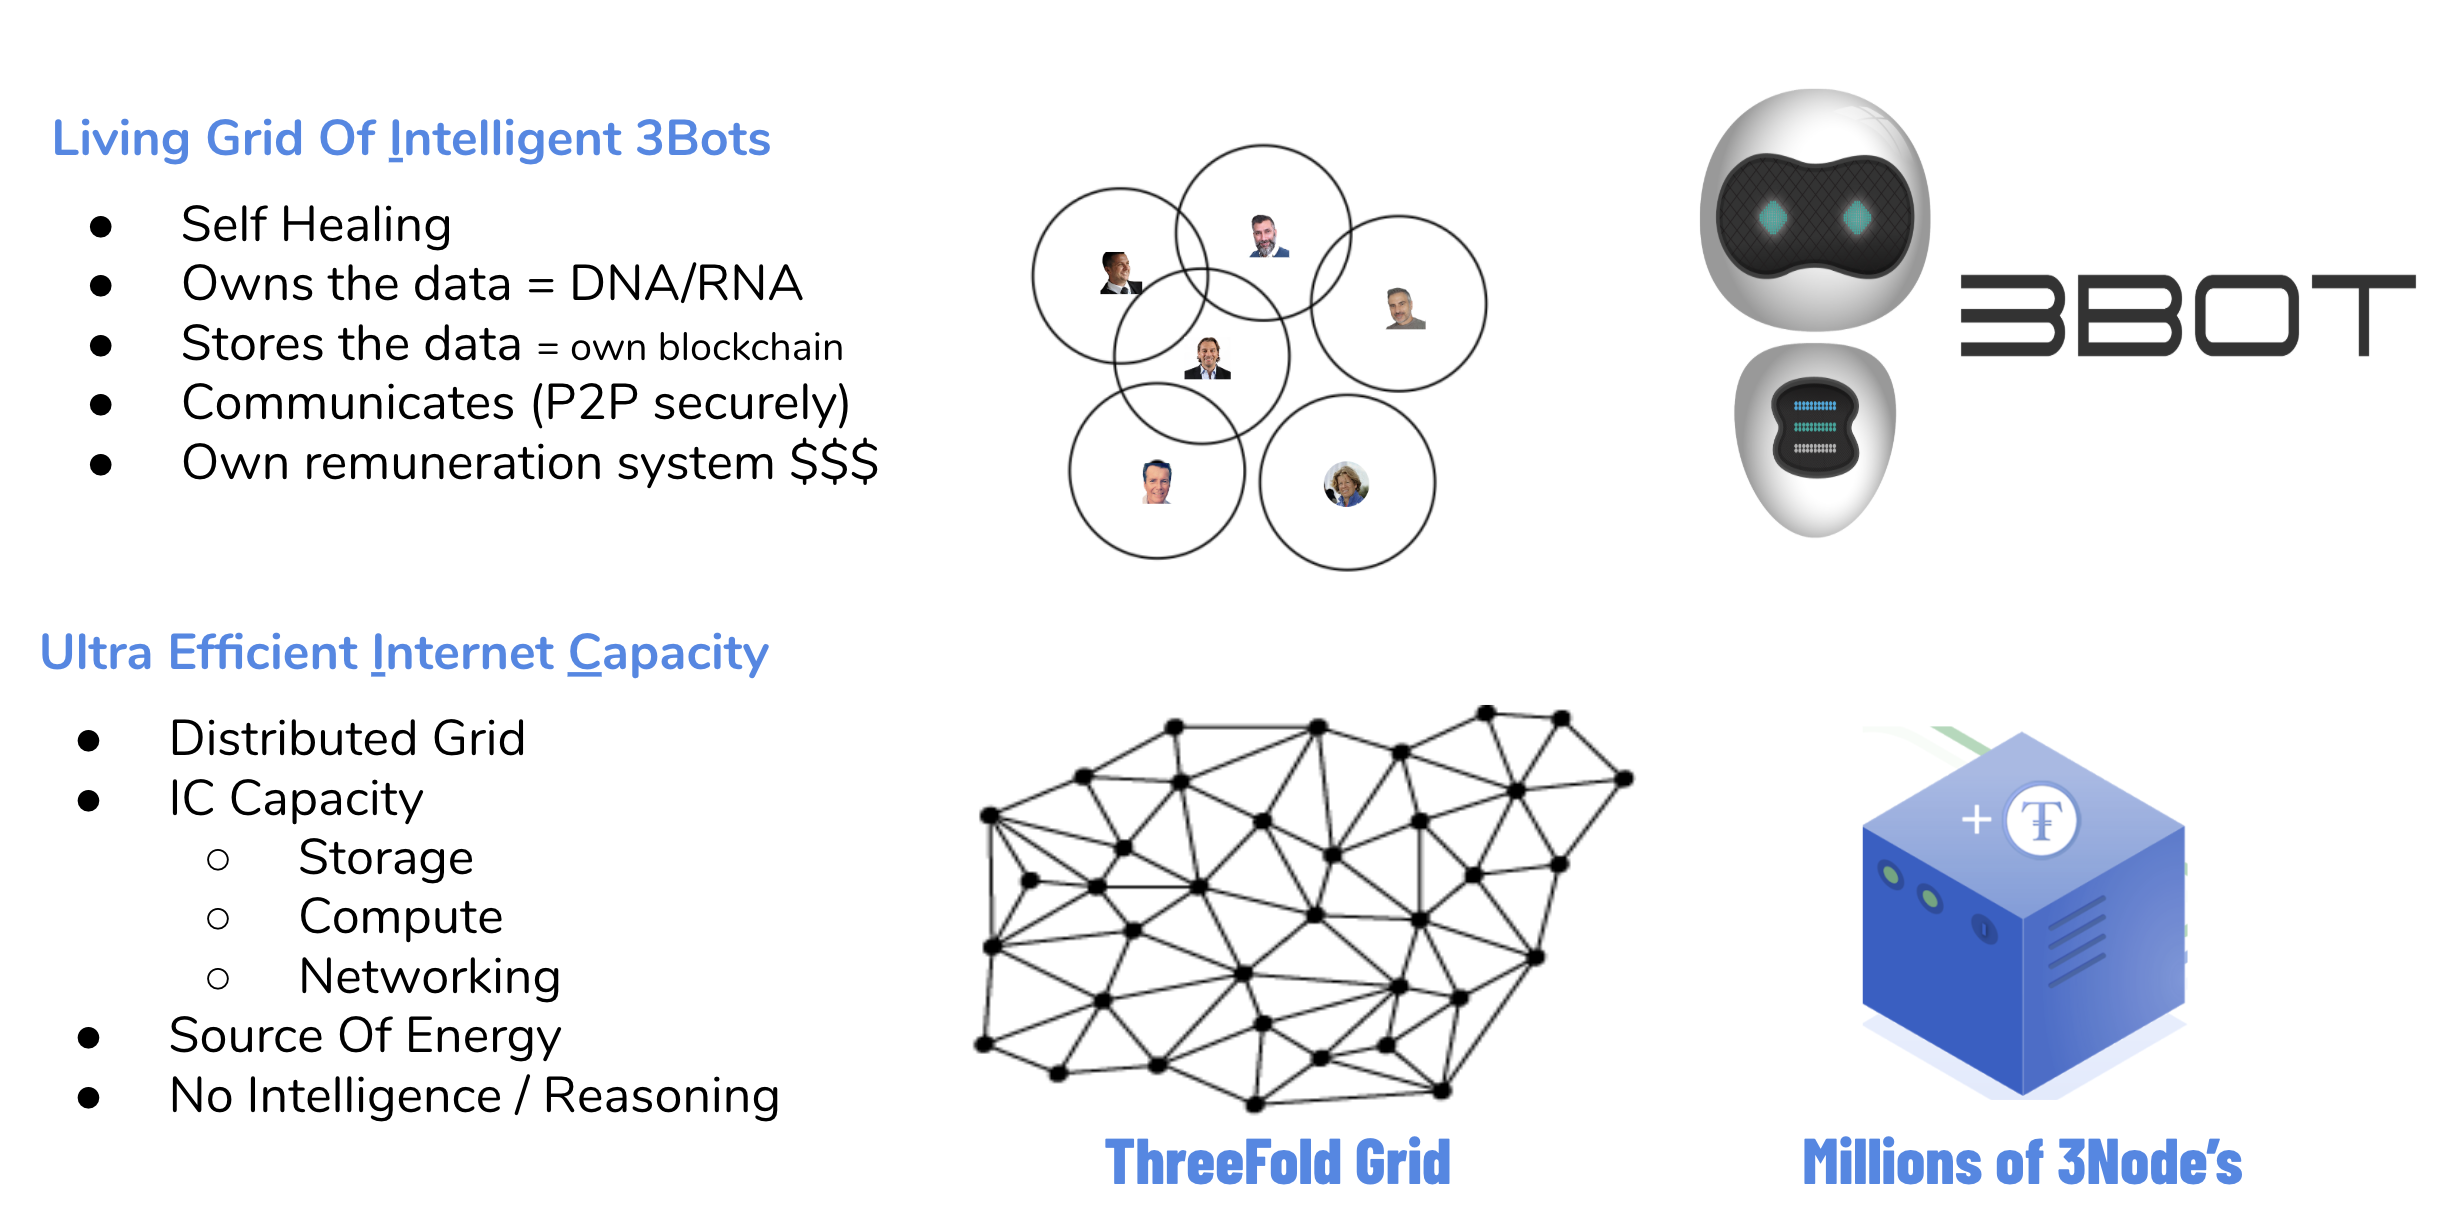 Living Grid Of Intelligent 3Bots
● Self Healing
● Owns the data = DNA/RNA
● Stores the data = own blockchain
● Communicates (P2P securely)
● Own remuneration system $$$
3BOT
Ultra Efficient Internet Capacity
● Distributed Grid
● IC Capacity
○ Storage
○ Compute
○ Networking
● Source Of Energy
● No Intelligence / Reasoning
+ T
ThreeFold Grid
Millions of 3Node's